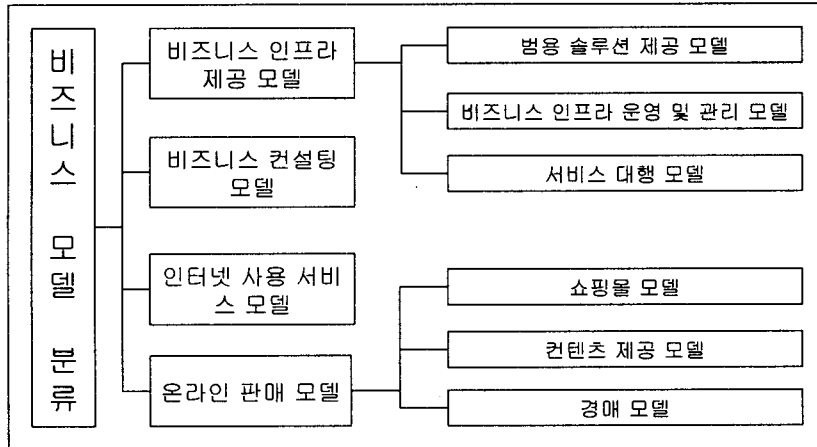 비즈니스 모델 분류
비즈니스 인프라
제공 모델
비즈니스 컨설팅
모델
인터넷 사용 서비
스 모델
온라인 판매 모델
범용 솔루션 제공 모델
비즈니스 인프라 운영 및 관리 모델
서비스 대행 모델
쇼핑몰 모델
컨텐츠 제공 모델
경매 모델